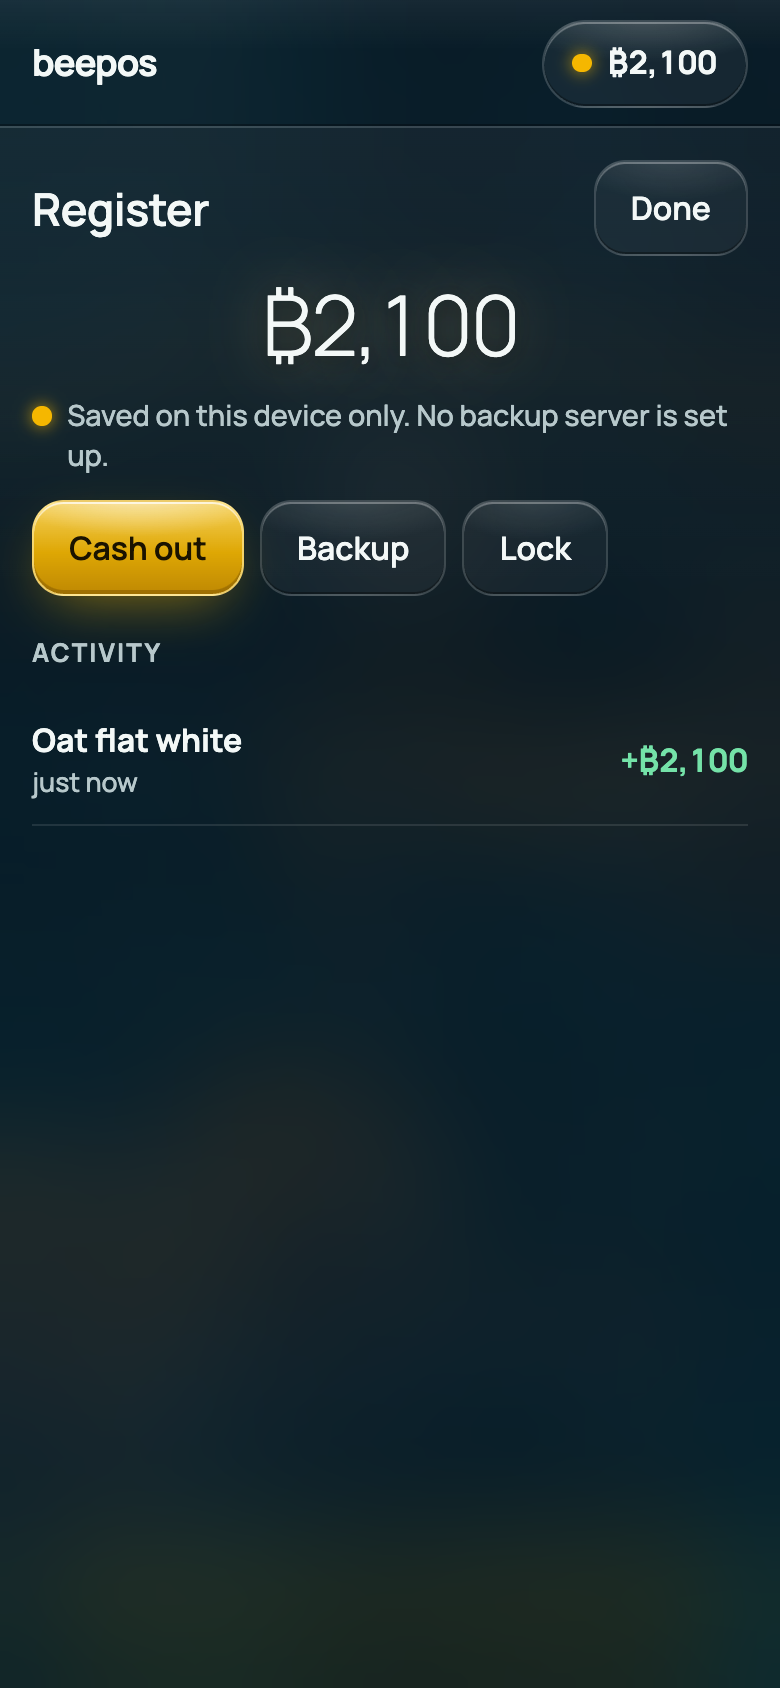 beepos
₿2,100
Register
Done
₿2,100
Saved on this device only. No backup server is set
up.
Cash out
Backup
Lock
ACTIVITY
Oat flat white
just now
+₿2,100